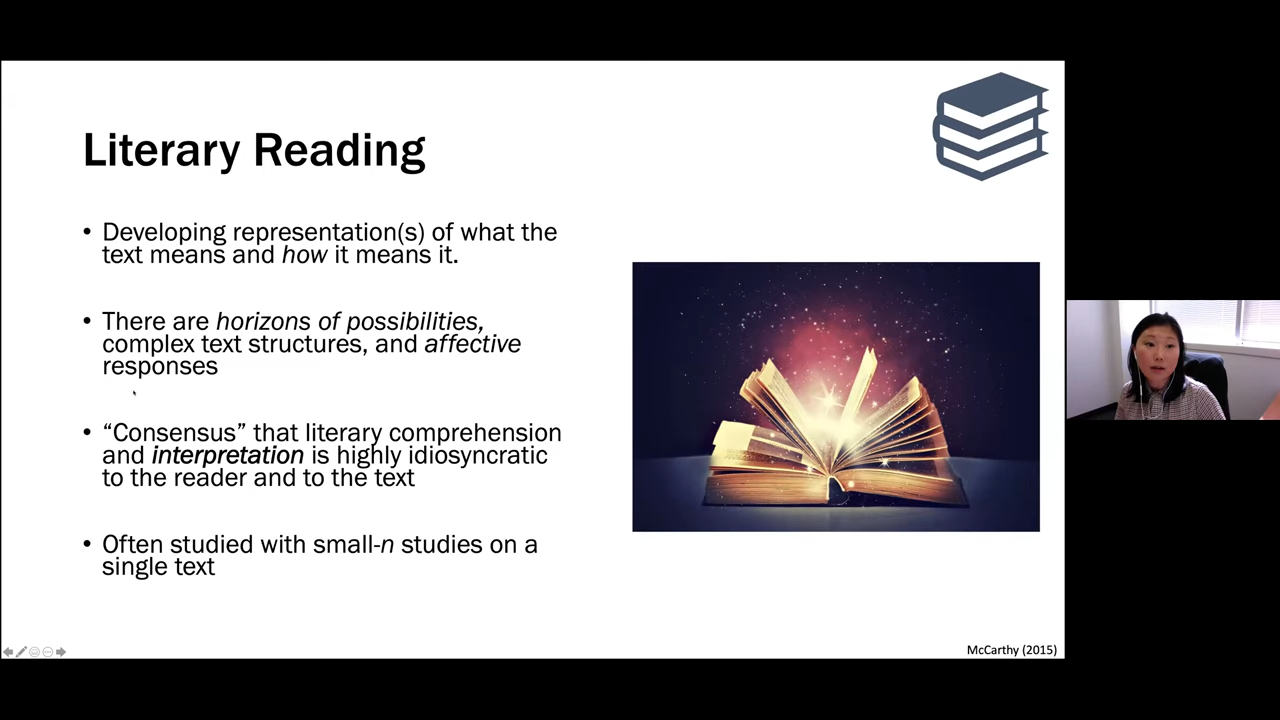 Literary Reading
• Developing representation(s) of what the
text means and how it means it.
• There are horizons of possibilities,
complex text structures, and affective
responses
• “Consensus” that literary comprehension
and interpretation is highly idiosyncratic
to the reader and to the text
• Often studied with small-n studies on a
single text
McCarthy (2015)